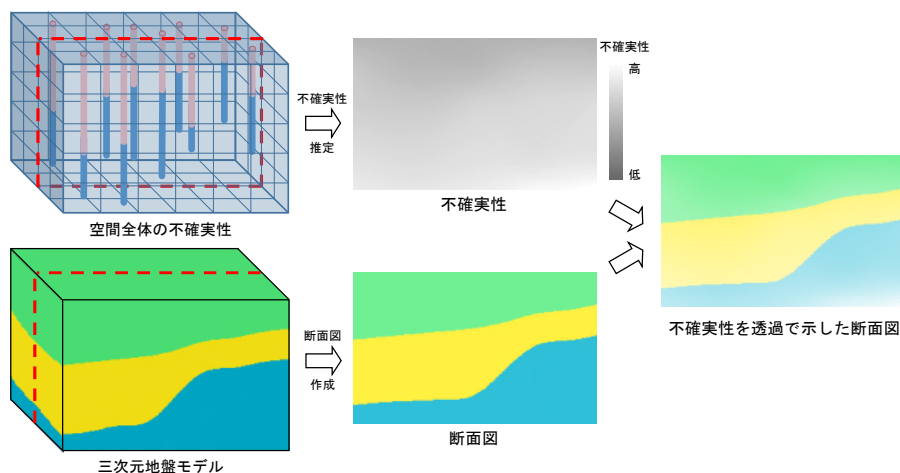 不確実性
高
低
不確実性
推定
不確実性
空間全体の不確実性
断面図
作成
断面図
三次元地盤モデル
不確実性を透過で示した断面図